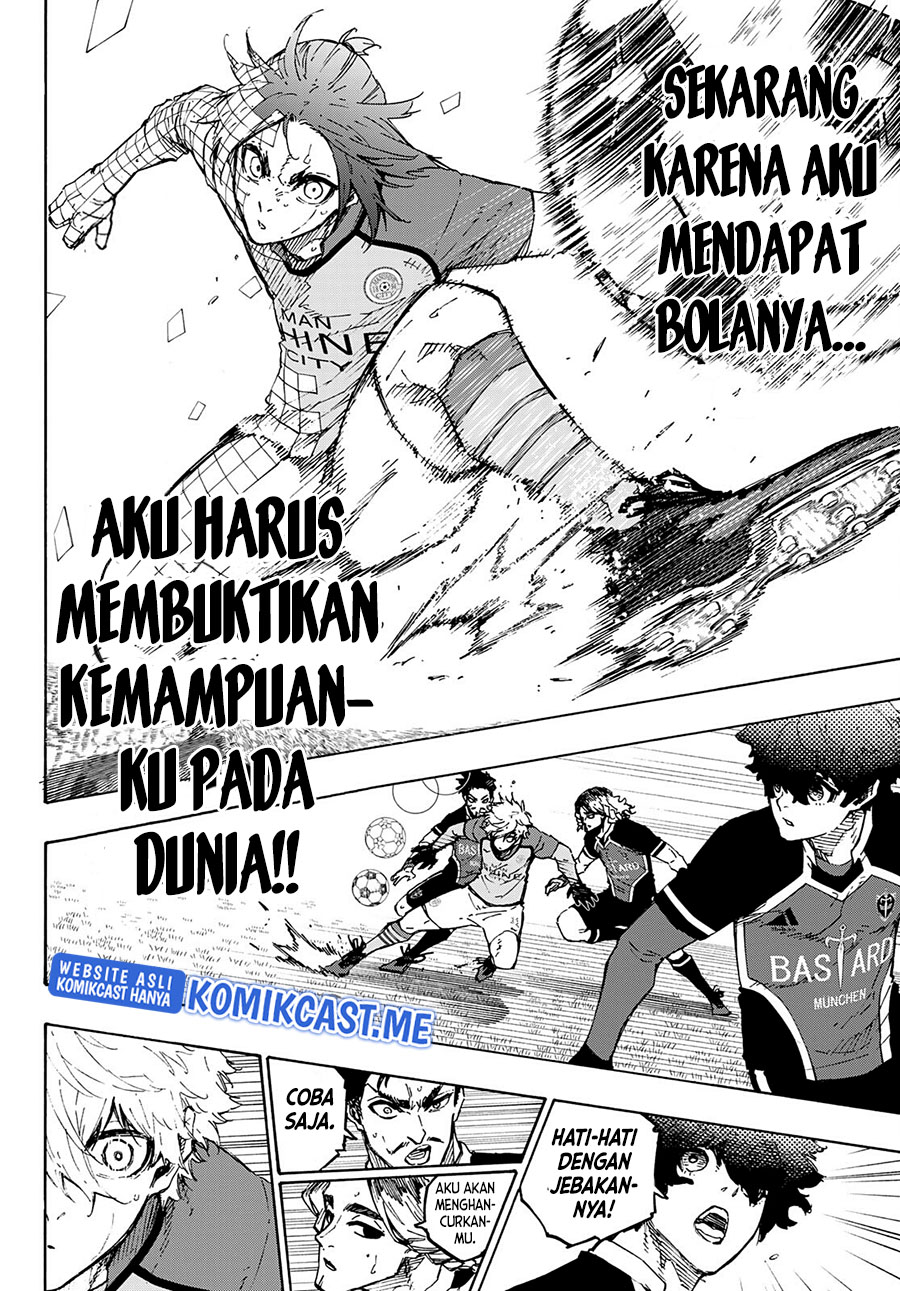 SEKARANG
KARENA AKU
MENDAPAT
BOLANYA...
MAN
SHINE
CITY
AKU HARUS
MEMBUKTIKAN
KEMAMPUAN-
KU PADA
DUNIA!!
BASTARD
MUNCHEN
WEBSITE ASLI
KOMIKCAST HANYA
KOMIKCAST.ME
HATI-HATI
DENGAN
JEBAKAN-
NYA!
COBA
SAJA.
AKU AKAN
MENGHAN-
CURKAN-
MU.